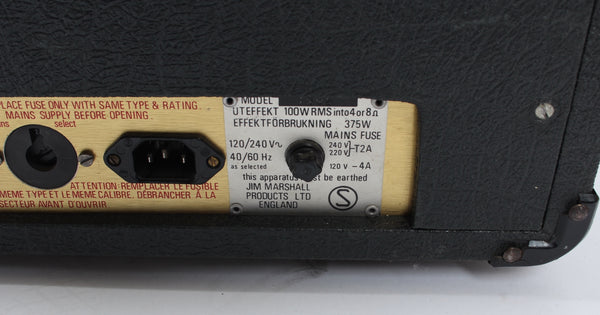 PLACE FUSE ONLY WITH SAME TYPE & RATING.
MAINS SUPPLY BEFORE OPENING.
select
ATTENTION: REMPLACER LE FUSIBLE
MEME TYPE ET LE MEME CALIBRE. DÉBRANCHER À LA
SECTEUR AVANT D'OUVRIR.
MODEL
UTEFFEKT 100W RMS into 4 or 8Ω
EFFEKTFÖRBRUKNING 375W
MAINS FUSE
120/240 V~
240 V
220 V
T2A
40/60 Hz
as selected
120 V - 4A
this apparatus must be earthed
JIM MARSHALL
PRODUCTS LTD
ENGLAND
S